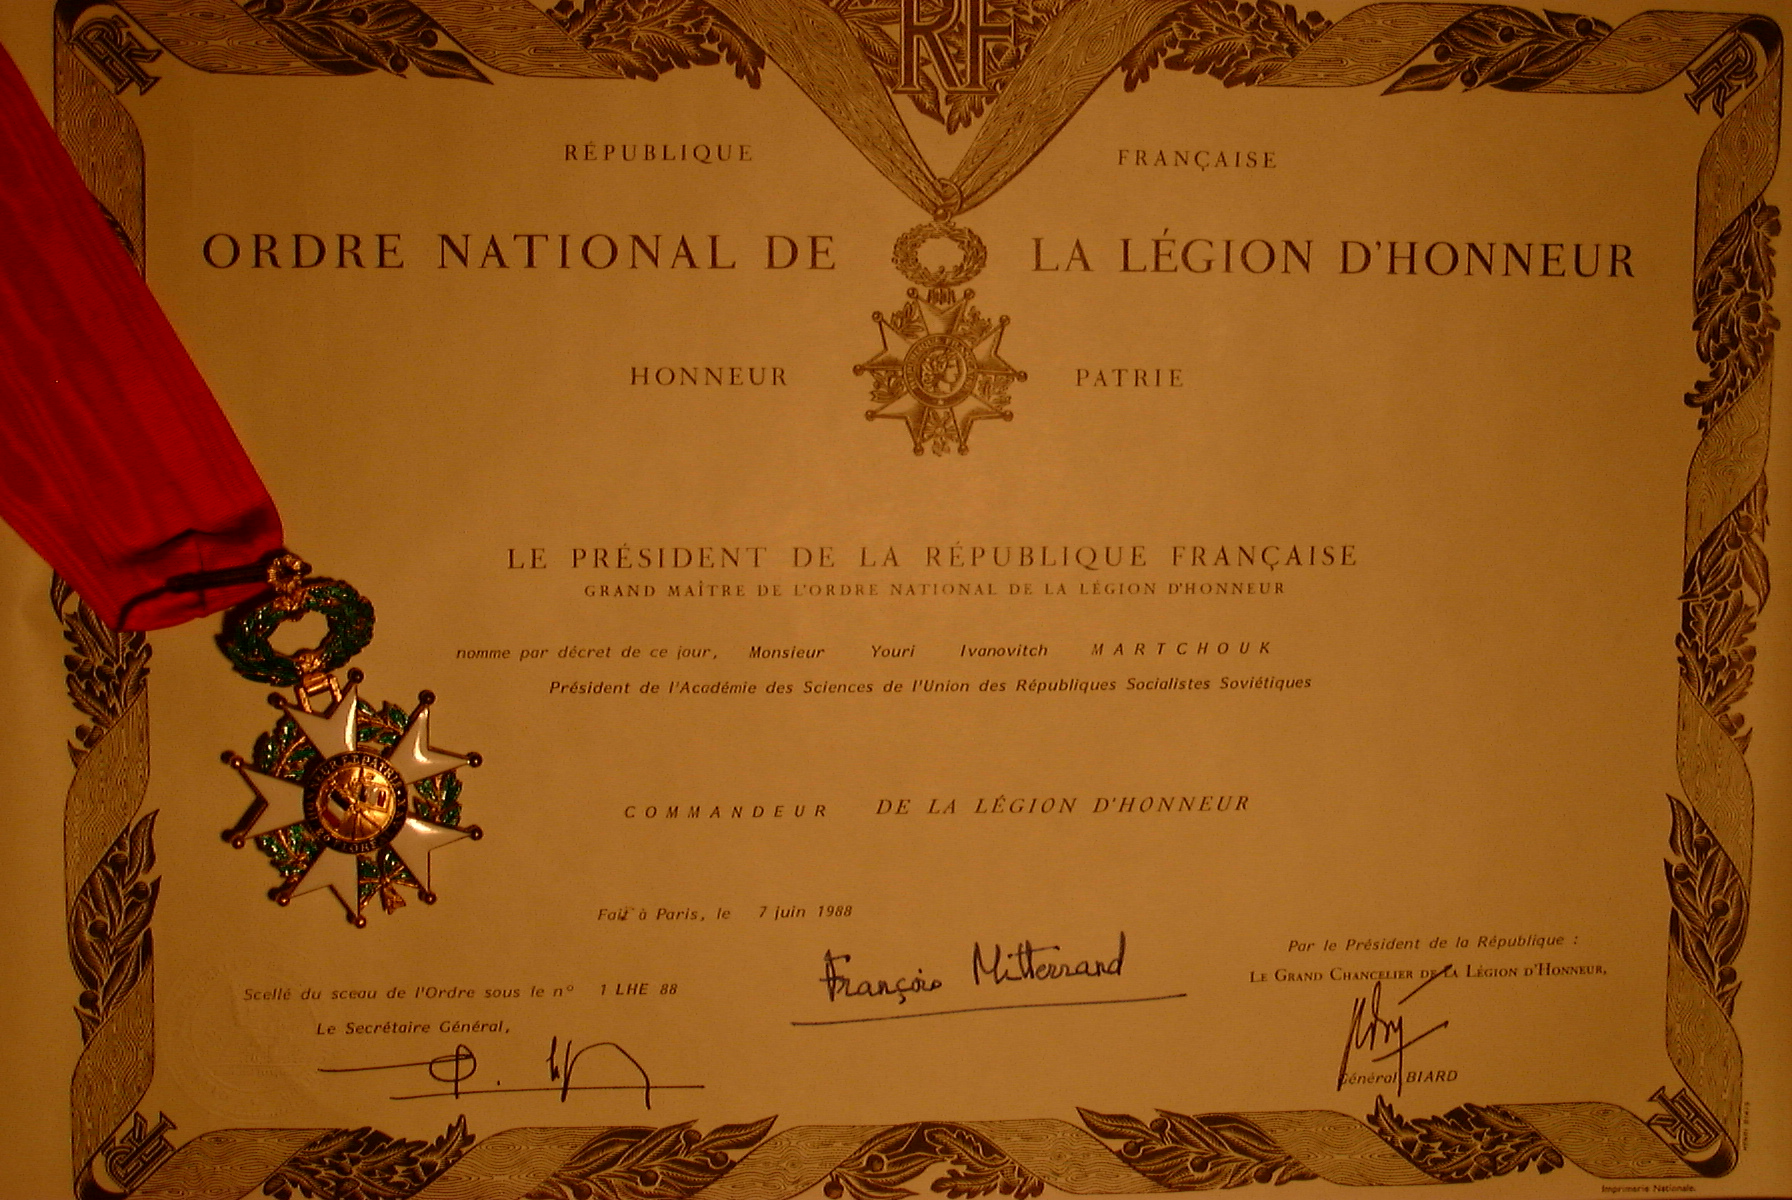 RF
RF
RF
RÉPUBLIQUE FRANÇAISE
ORDRE NATIONAL DE LA LÉGION D'HONNEUR
HONNEUR PATRIE
LE PRÉSIDENT DE LA RÉPUBLIQUE FRANÇAISE
GRAND MAÎTRE DE L'ORDRE NATIONAL DE LA LÉGION D'HONNEUR
nomme par décret de ce jour, Monsieur Youri Ivanovitch MARTCHOUK
Président de l'Académie des Sciences de l'Union des Républiques Socialistes Soviétiques
COMMANDEUR DE LA LÉGION D'HONNEUR
Fait à Paris, le 7 juin 1988
François Mitterrand
Par le Président de la République :
LE GRAND CHANCELIER DE LA LÉGION D'HONNEUR,
Scellé du sceau de l'Ordre sous le n° 1 LHE 88
Le Secrétaire Général,
Général BIARD
RF
RF
Imprimerie Nationale.